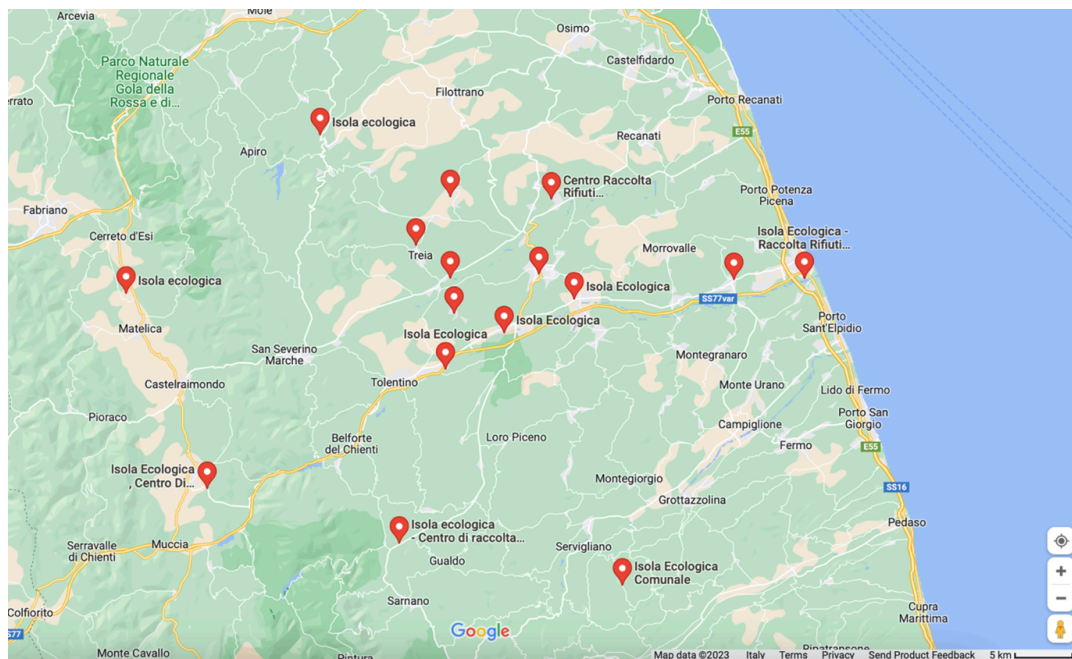 Arcevia
Mole
Osimo
Parco Naturale
Regionale
Gola della
Rossa e di...
Castelfidardo
Filottrano
Porto Recanati
Isola ecologica
E55
Recanati
Apiro
Centro Raccolta
Rifiuti...
Porto Potenza
Picena
Fabriano
Cerreto d'Esi
Isola Ecologica -
Raccolta Rifiuti...
Treia
Morrovalle
Isola ecologica
Isola Ecologica
SS77var
Matelica
Isola Ecologica
Porto
Sant'Elpidio
Isola Ecologica
San Severino
Marche
Montegranaro
Castelraimondo
Tolentino
Monte Urano
Lido di Fermo
Pioraco
Porto San
Giorgio
Campiglione
Belforte
del Chienti
Loro Piceno
Fermo
E55
Isola Ecologica
, Centro Di...
Montegiorgio
SS16
Grottazzolina
Isola ecologica
- Centro di raccolta...
Pedaso
Serravalle
di Chienti
Muccia
Servigliano
Gualdo
Isola Ecologica
Comunale
Sarnano
Colfiorito
Cupra
Marittima
S77
Google
Monte Cavallo
Pintura
Ripatransone
Map data ©2023 Italy Terms Privacy Send Product Feedback 5 km